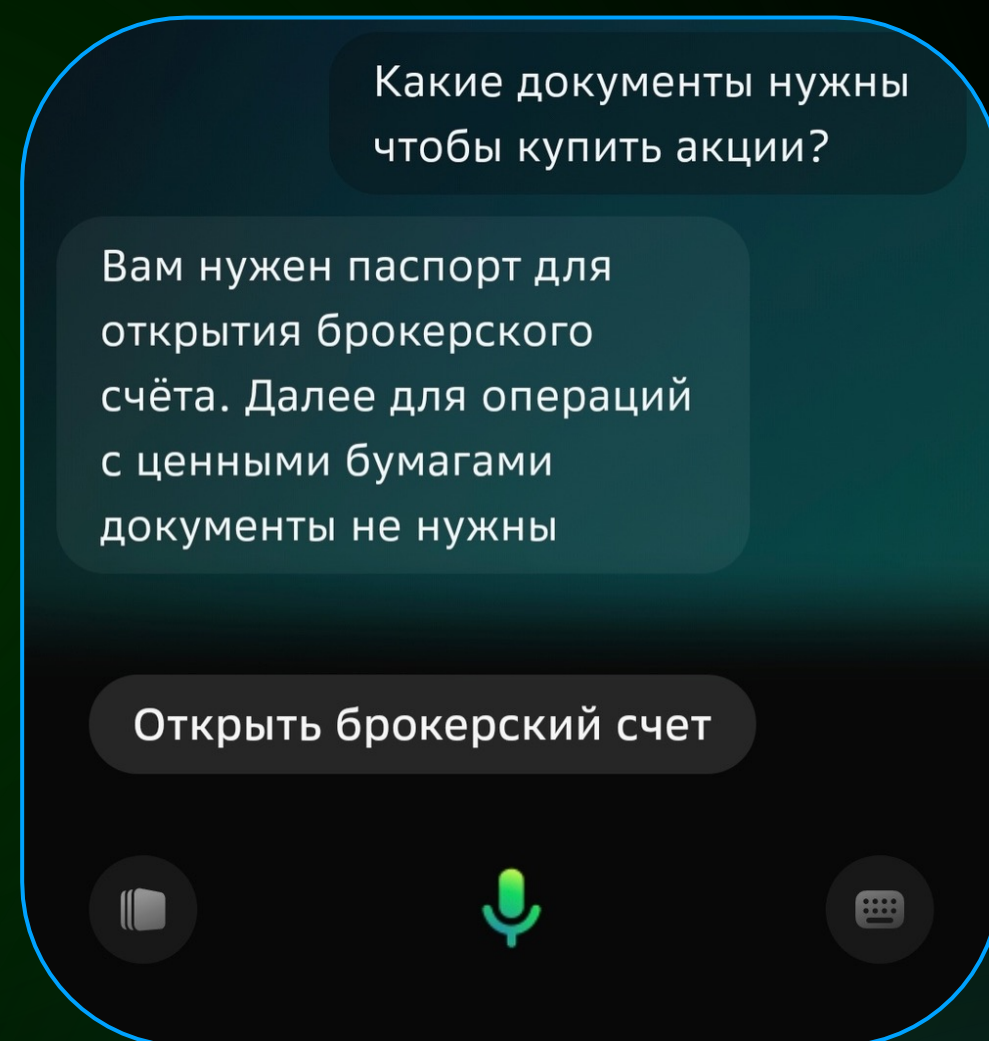 Какие документы нужны
чтобы купить акции?
Вам нужен паспорт для
открытия брокерского
счёта. Далее для операций
с ценными бумагами
документы не нужны
Открыть брокерский счет